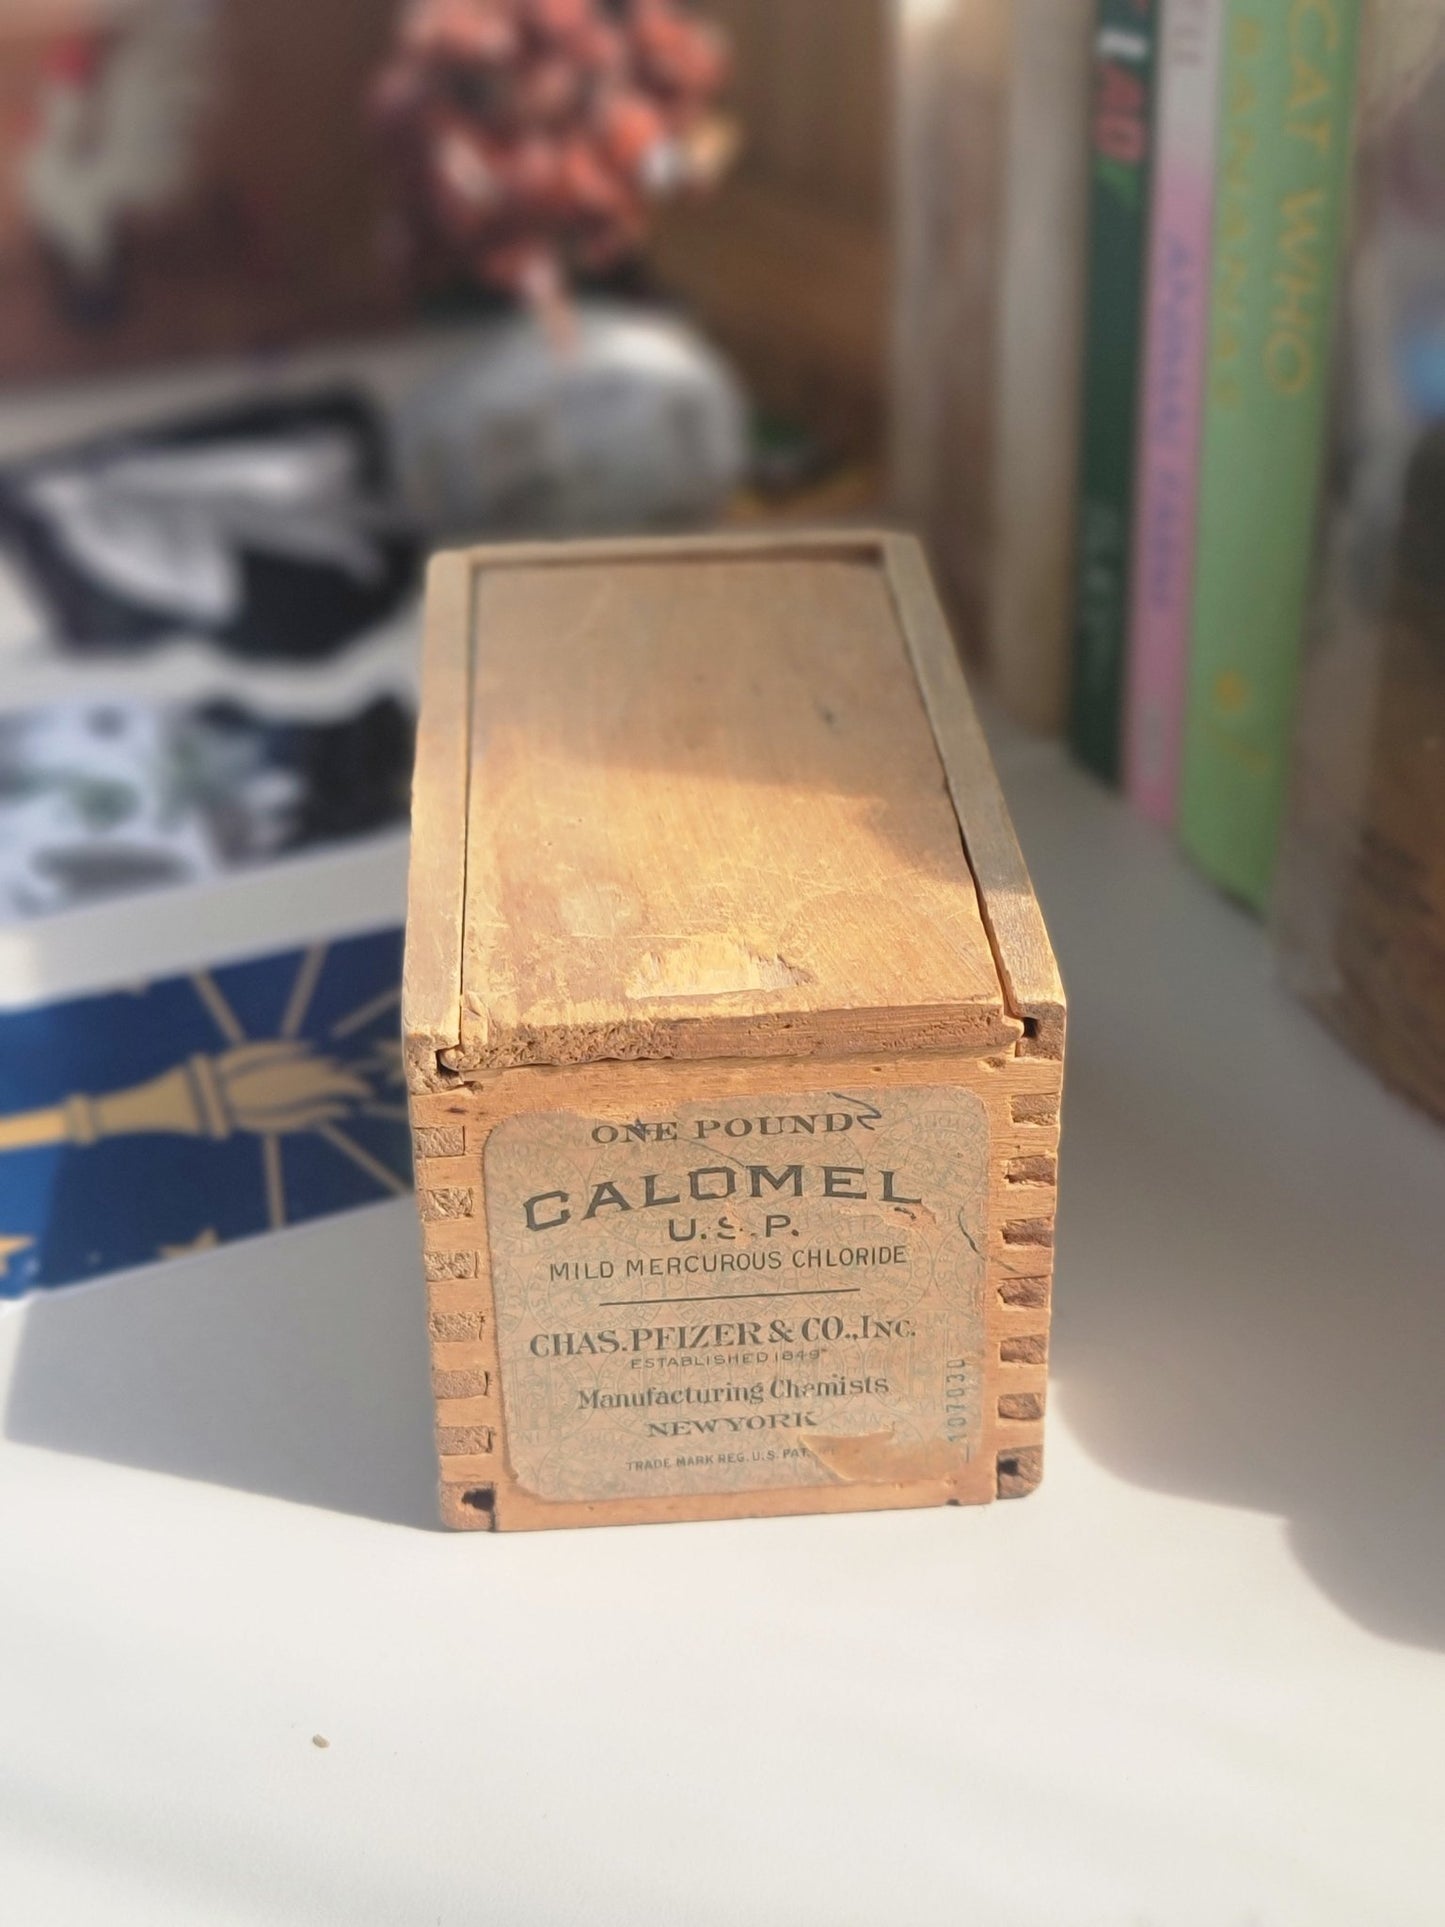 CAT WHO
BANANAS
ONE POUND
CALOMEL
U.S.P.
MILD MERCUROUS CHLORIDE
CHAS. PFIZER & CO., INC.
ESTABLISHED 1849
Manufacturing Chemists
NEW YORK
TRADE MARK REG. U.S. PAT.
107030